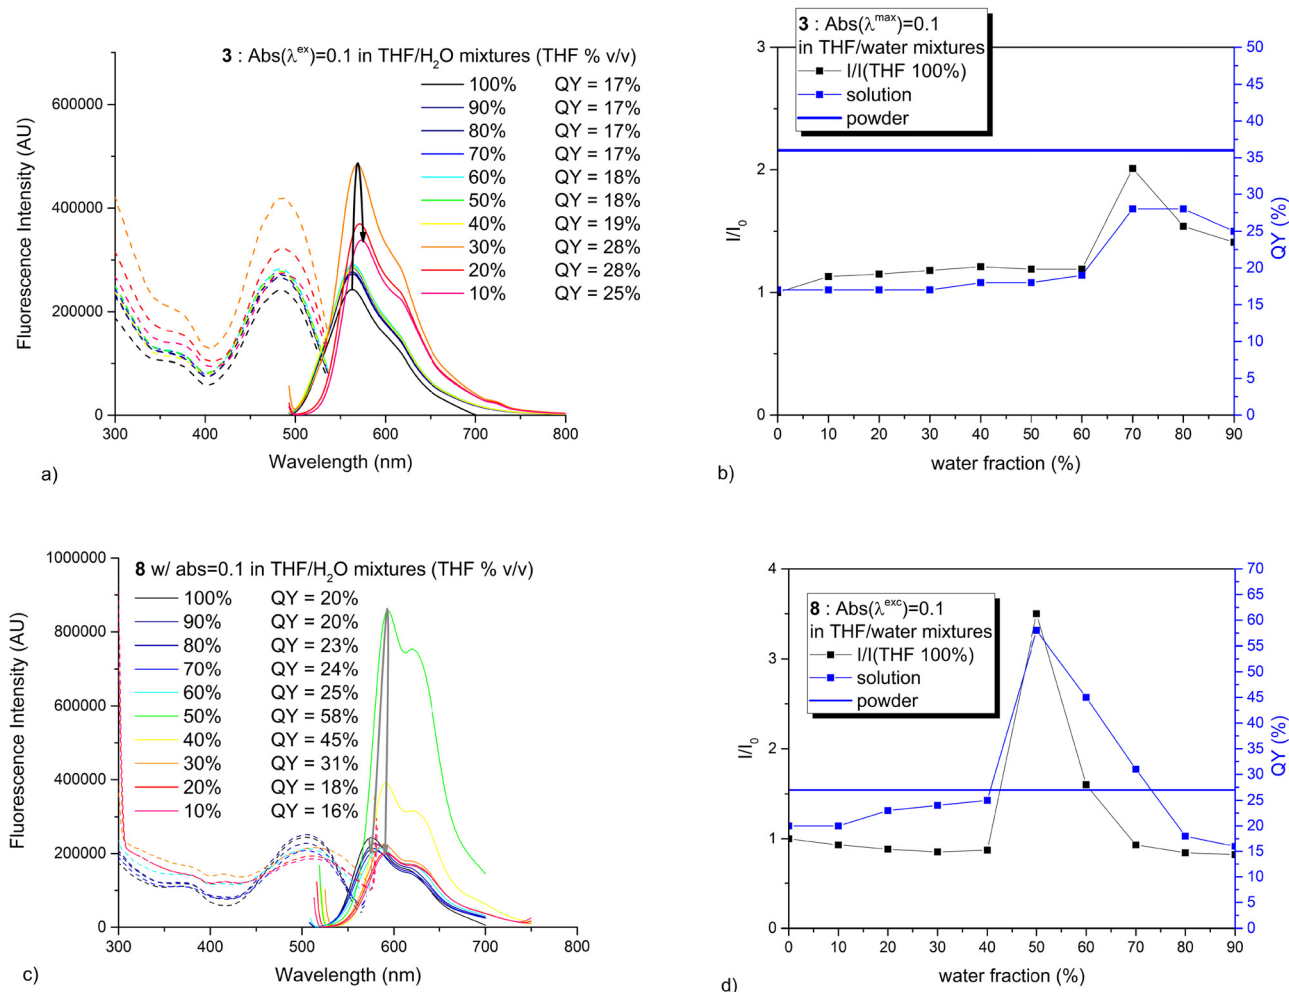 3 : Abs(λex)=0.1 in THF/H2O mixtures (THF % v/v)
100% QY = 17%
90% QY = 17%
80% QY = 17%
70% QY = 17%
60% QY = 18%
50% QY = 18%
40% QY = 19%
30% QY = 28%
20% QY = 28%
10% QY = 25%
Fluorescence Intensity (AU)
600000
400000
200000
0
300 400 500 600 700 800
Wavelength (nm)
a)
3 : Abs(λmax)=0.1
in THF/water mixtures
I/I(THF 100%)
solution
powder
I/I0
3
2
1
0
QY (%)
50
45
40
35
30
25
20
15
10
5
0
0 10 20 30 40 50 60 70 80 90
water fraction (%)
b)
8 w/ abs=0.1 in THF/H2O mixtures (THF % v/v)
100% QY = 20%
90% QY = 20%
80% QY = 23%
70% QY = 24%
60% QY = 25%
50% QY = 58%
40% QY = 45%
30% QY = 31%
20% QY = 18%
10% QY = 16%
Fluorescence Intensity (AU)
1000000
800000
600000
400000
200000
0
300 400 500 600 700 800
Wavelength (nm)
c)
8 : Abs(λexc)=0.1
in THF/water mixtures
I/I(THF 100%)
solution
powder
I/I0
4
3
2
1
0
QY (%)
70
65
60
55
50
45
40
35
30
25
20
15
10
5
0
0 10 20 30 40 50 60 70 80 90
water fraction (%)
d)